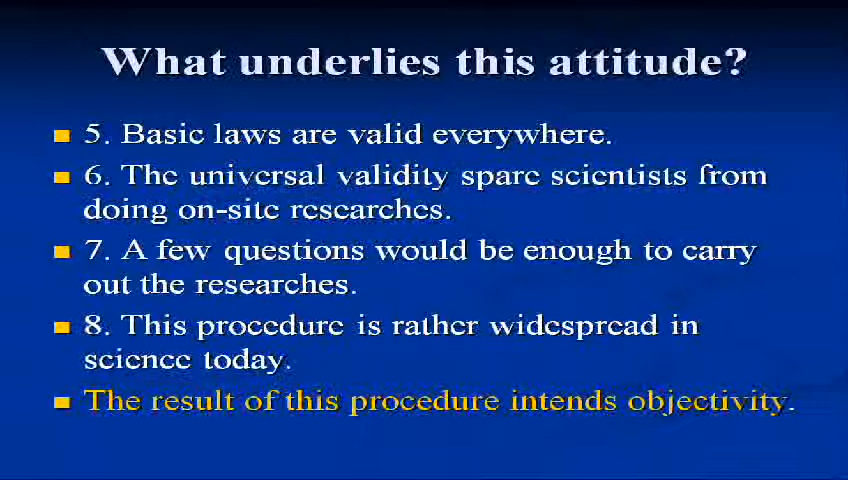 What underlies this attitude?
5. Basic laws are valid everywhere.
6. The universal validity spare scientists from
doing on-site researches.
7. A few questions would be enough to carry
out the researches.
8. This procedure is rather widespread in
science today.
The result of this procedure intends objectivity.